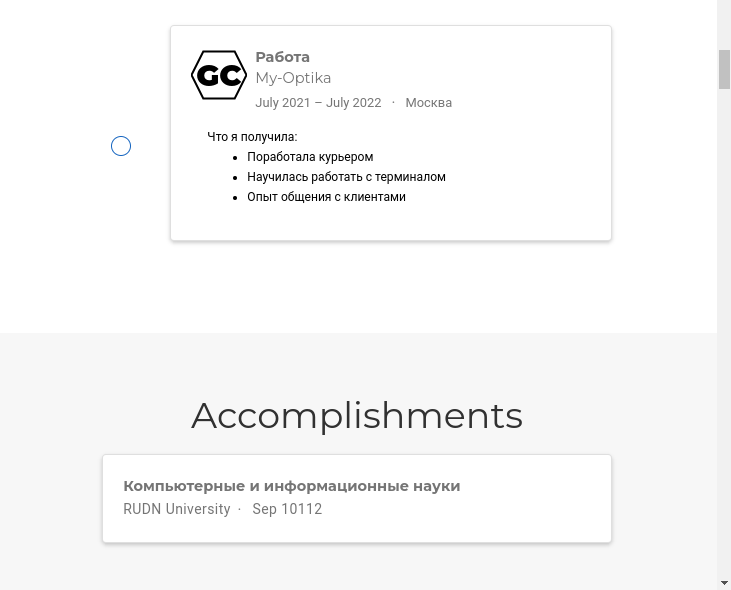 GC
Работа
My-Optika
July 2021 – July 2022 · Москва
Что я получила:
• Поработала курьером
• Научилась работать с терминалом
• Опыт общения с клиентами
Accomplishments
Компьютерные и информационные науки
RUDN University · Sep 10112